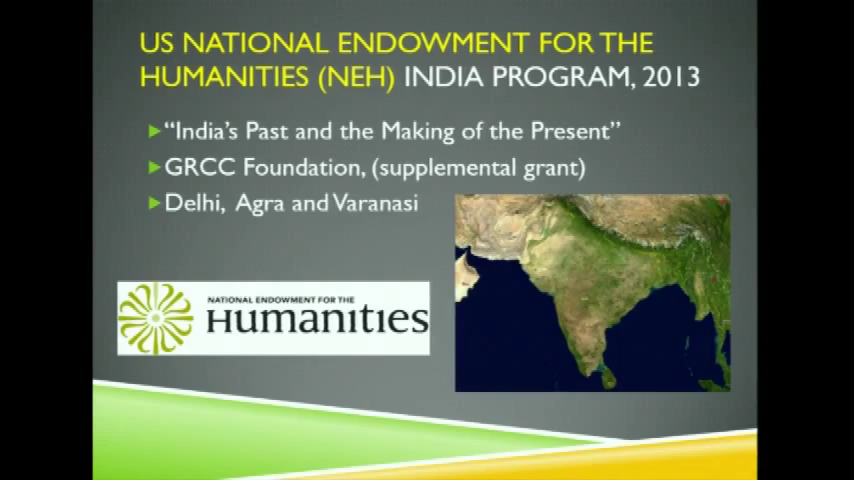 US NATIONAL ENDOWMENT FOR THE
HUMANITIES (NEH) INDIA PROGRAM, 2013
“India’s Past and the Making of the Present”
GRCC Foundation, (supplemental grant)
Delhi, Agra and Varanasi
NATIONAL ENDOWMENT FOR THE
Humanities